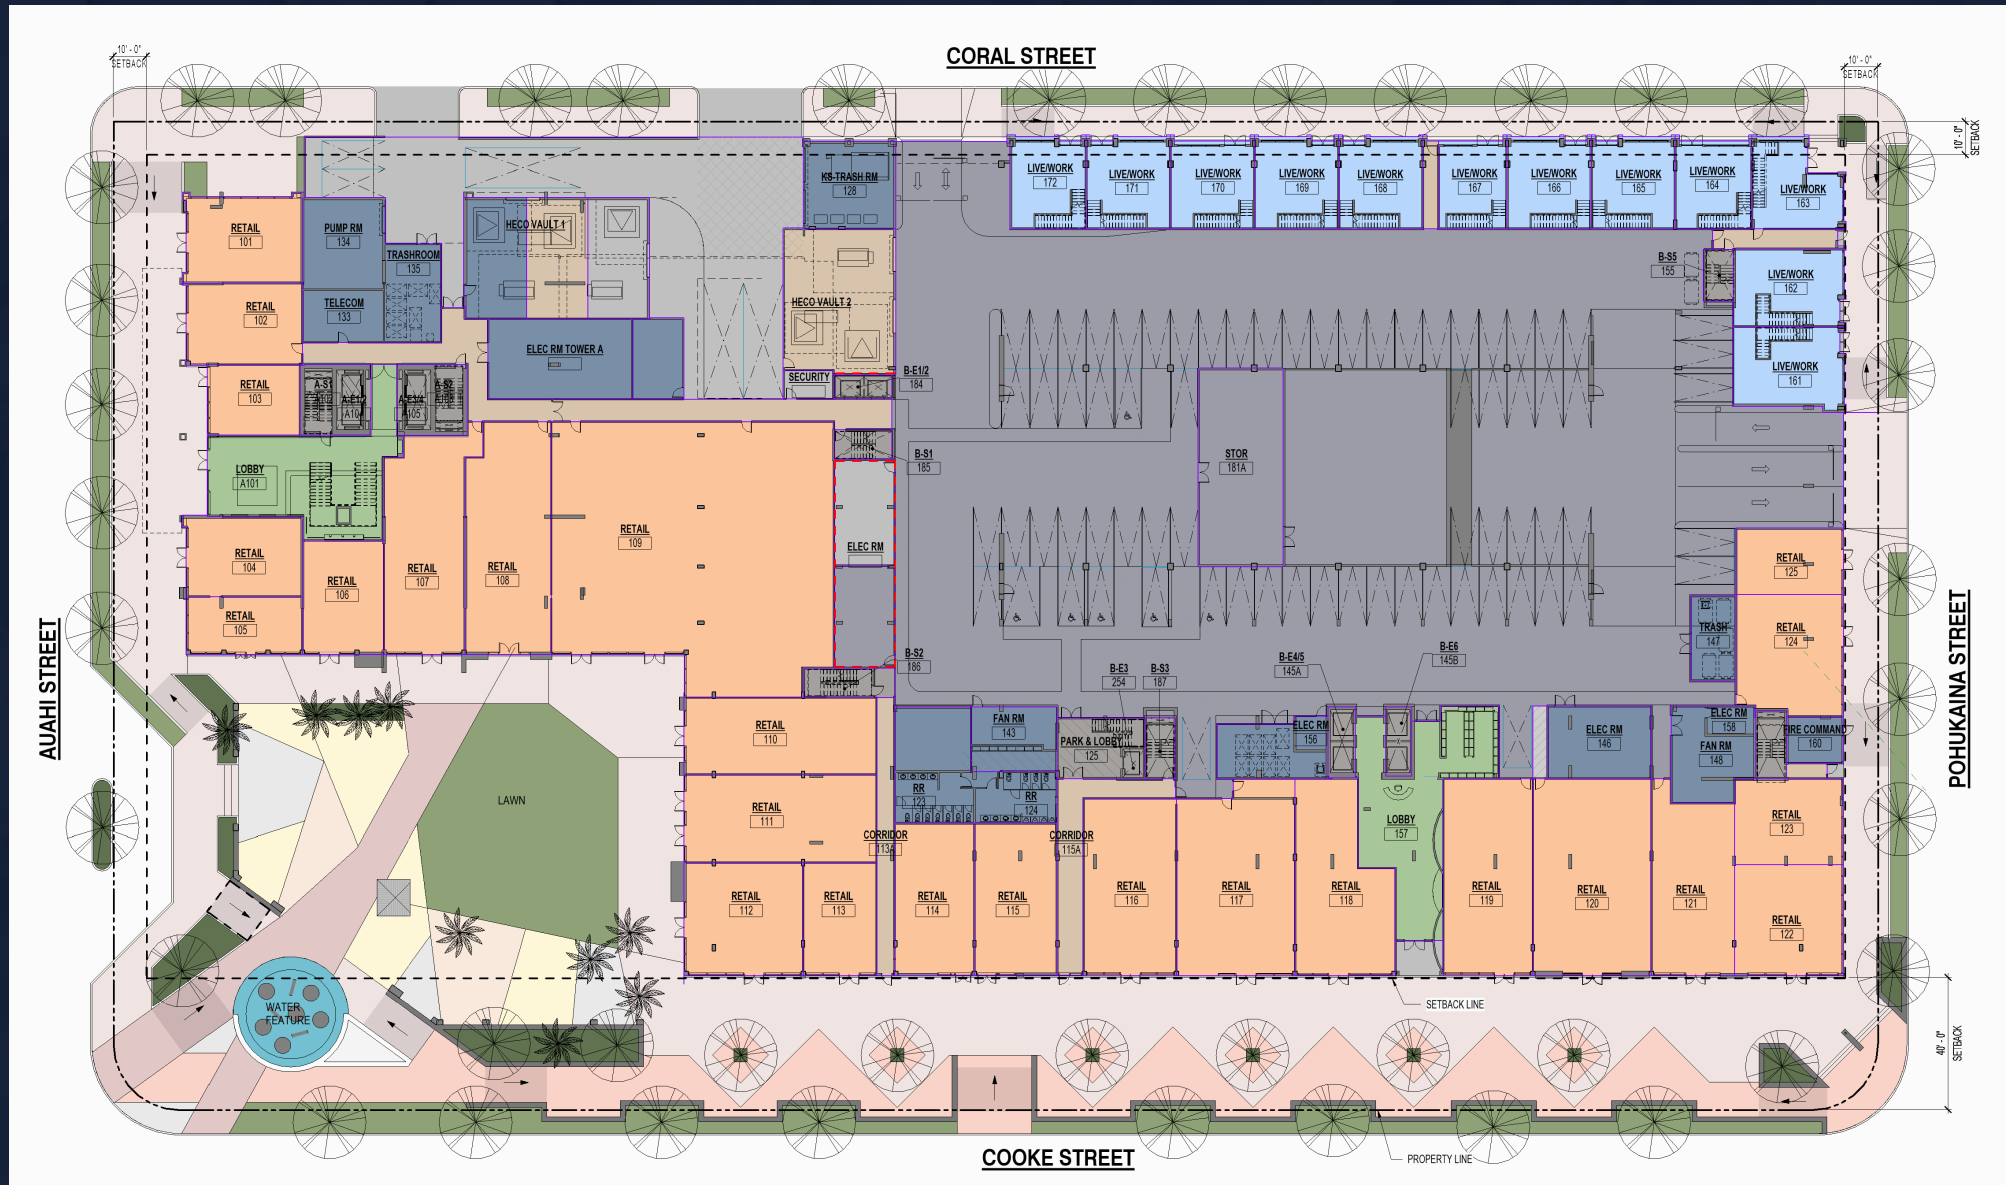 CORAL STREET
10' - 0"
SETBACK
10' - 0"
SETBACK
10' - 0"
SETBACK
KS-TRASH RM
128
LIVE/WORK
172
LIVE/WORK
171
LIVE/WORK
170
LIVE/WORK
169
LIVE/WORK
168
LIVE/WORK
167
LIVE/WORK
166
LIVE/WORK
165
LIVE/WORK
164
LIVE/WORK
163
RETAIL
101
PUMP RM
134
TRASHROOM
135
HECO VAULT 1
B-S5
155
LIVE/WORK
162
RETAIL
102
TELECOM
133
HECO VAULT 2
ELEC RM TOWER A
LIVE/WORK
161
SECURITY
B-E1/2
184
RETAIL
103
A-S1
A-E1/2
A104
A-E3/4
A105
A-S2
B-S1
185
STOR
181A
LOBBY
A101
RETAIL
109
ELEC RM
RETAIL
104
RETAIL
106
RETAIL
107
RETAIL
108
RETAIL
125
RETAIL
105
TRASH
147
RETAIL
124
AUAHI STREET
POHUKAINA STREET
B-S2
186
B-E3
254
B-S3
187
B-E4/5
145A
B-E6
145B
RETAIL
110
FAN RM
143
PARK & LOBBY
125
ELEC RM
156
ELEC RM
146
ELEC RM
158
FAN RM
148
FIRE COMMAND
160
LAWN
RETAIL
111
RR
123
RR
124
CORRIDOR
113A
CORRIDOR
115A
LOBBY
157
RETAIL
123
RETAIL
112
RETAIL
113
RETAIL
114
RETAIL
115
RETAIL
116
RETAIL
117
RETAIL
118
RETAIL
119
RETAIL
120
RETAIL
121
RETAIL
122
WATER
FEATURE
SETBACK LINE
40' - 0"
SETBACK
COOKE STREET
PROPERTY LINE